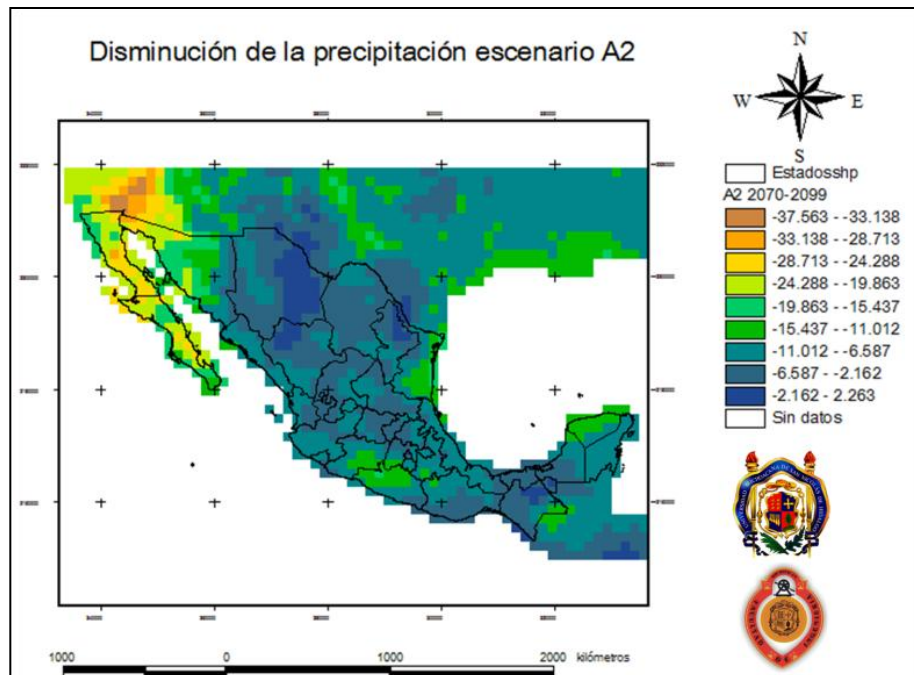 Disminución de la precipitación escenario A2
N
W E
S
Estadosshp
A2 2070-2099
-37.563 - -33.138
-33.138 - -28.713
-28.713 - -24.288
-24.288 - -19.863
-19.863 - -15.437
-15.437 - -11.012
-11.012 - -6.587
-6.587 - -2.162
-2.162 - 2.263
Sin datos
1000 0 1000 2000 kilómetros